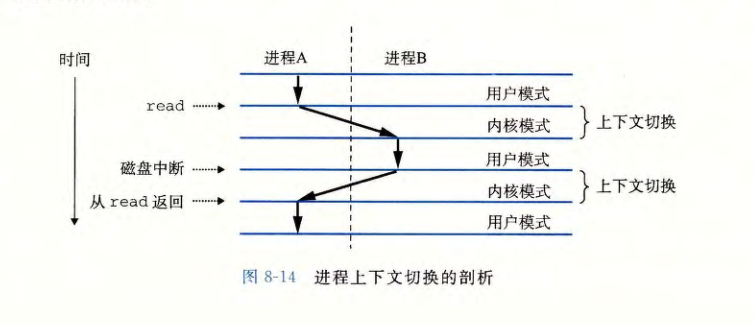 时间
进程A
进程B
用户模式
read
内核模式
上下文切换
用户模式
磁盘中断
内核模式
上下文切换
从 read 返回
用户模式
图 8-14 进程上下文切换的剖析